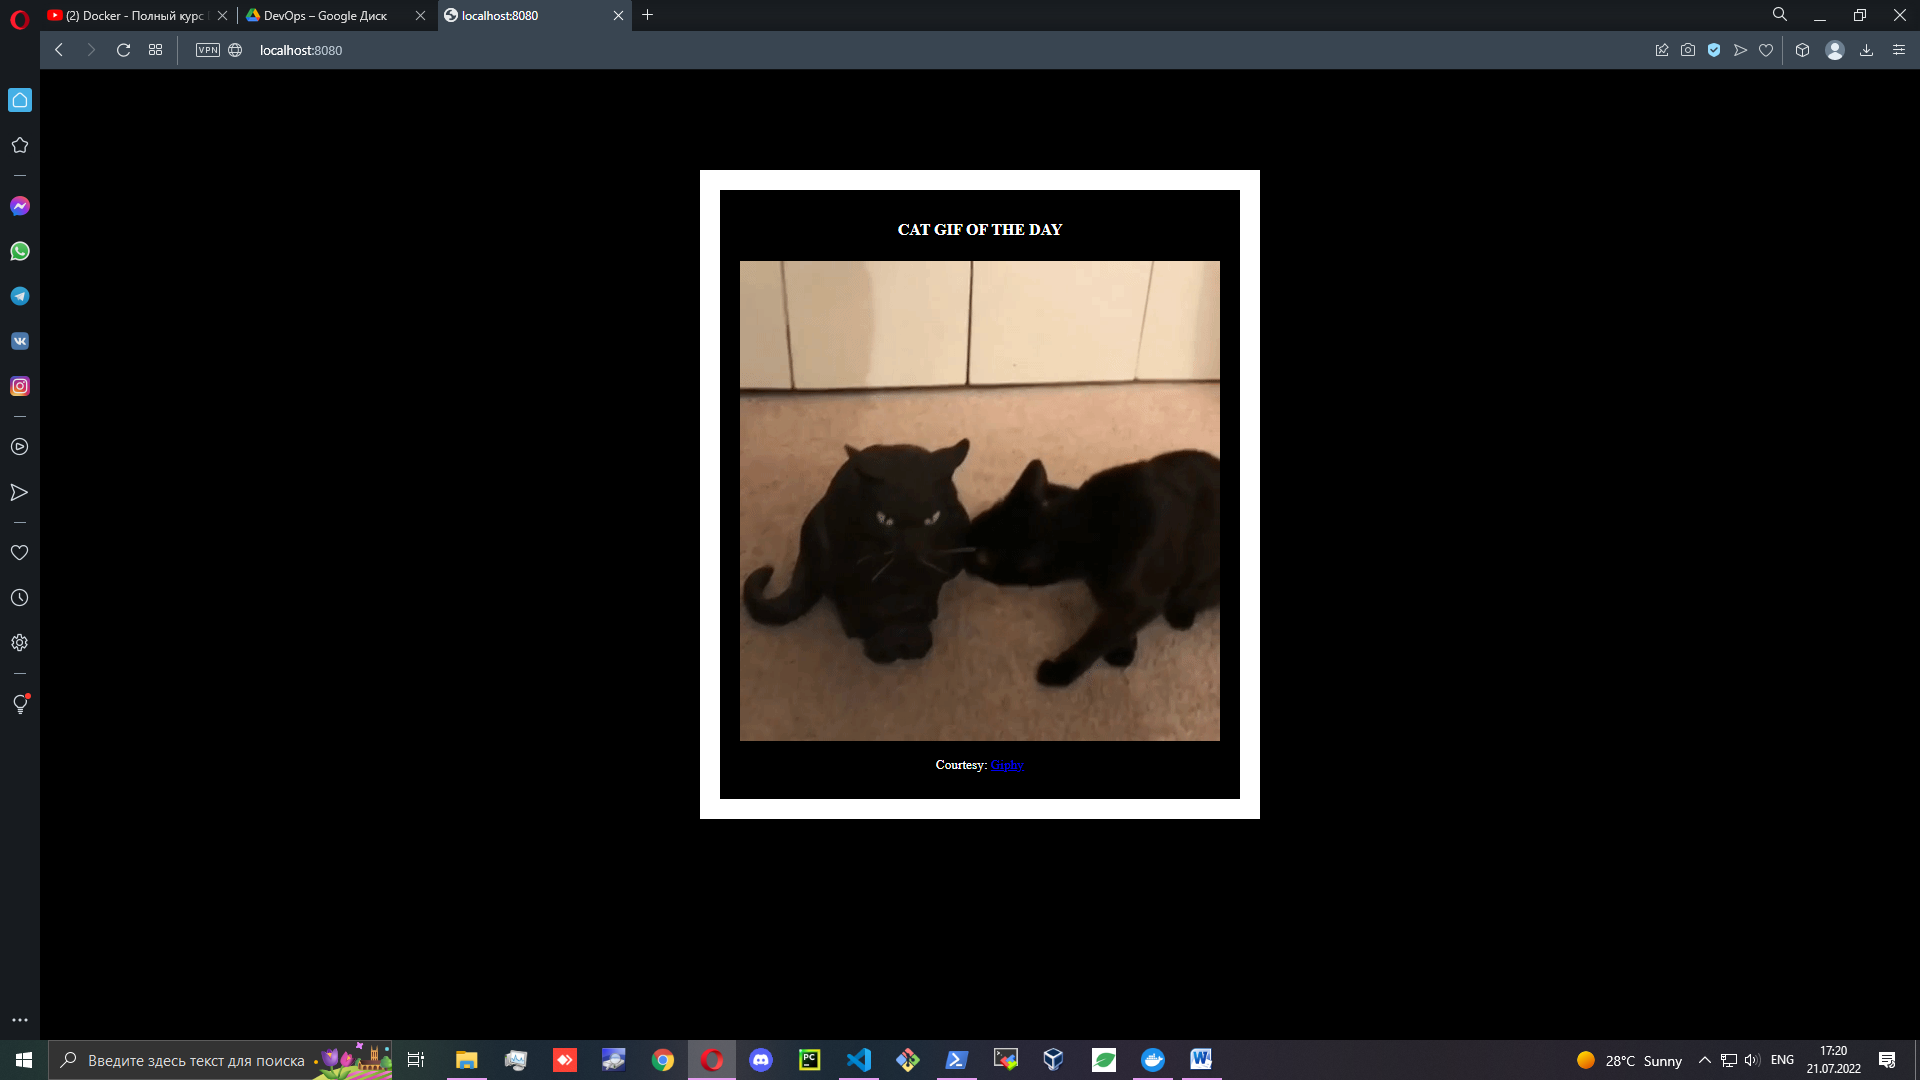 (2) Docker - Полный курс
DevOps – Google Диск
localhost:8080
VPN
localhost:8080
CAT GIF OF THE DAY
Courtesy: Giphy
Введите здесь текст для поиска
PC
W
28°C Sunny
ENG
17:20
21.07.2022